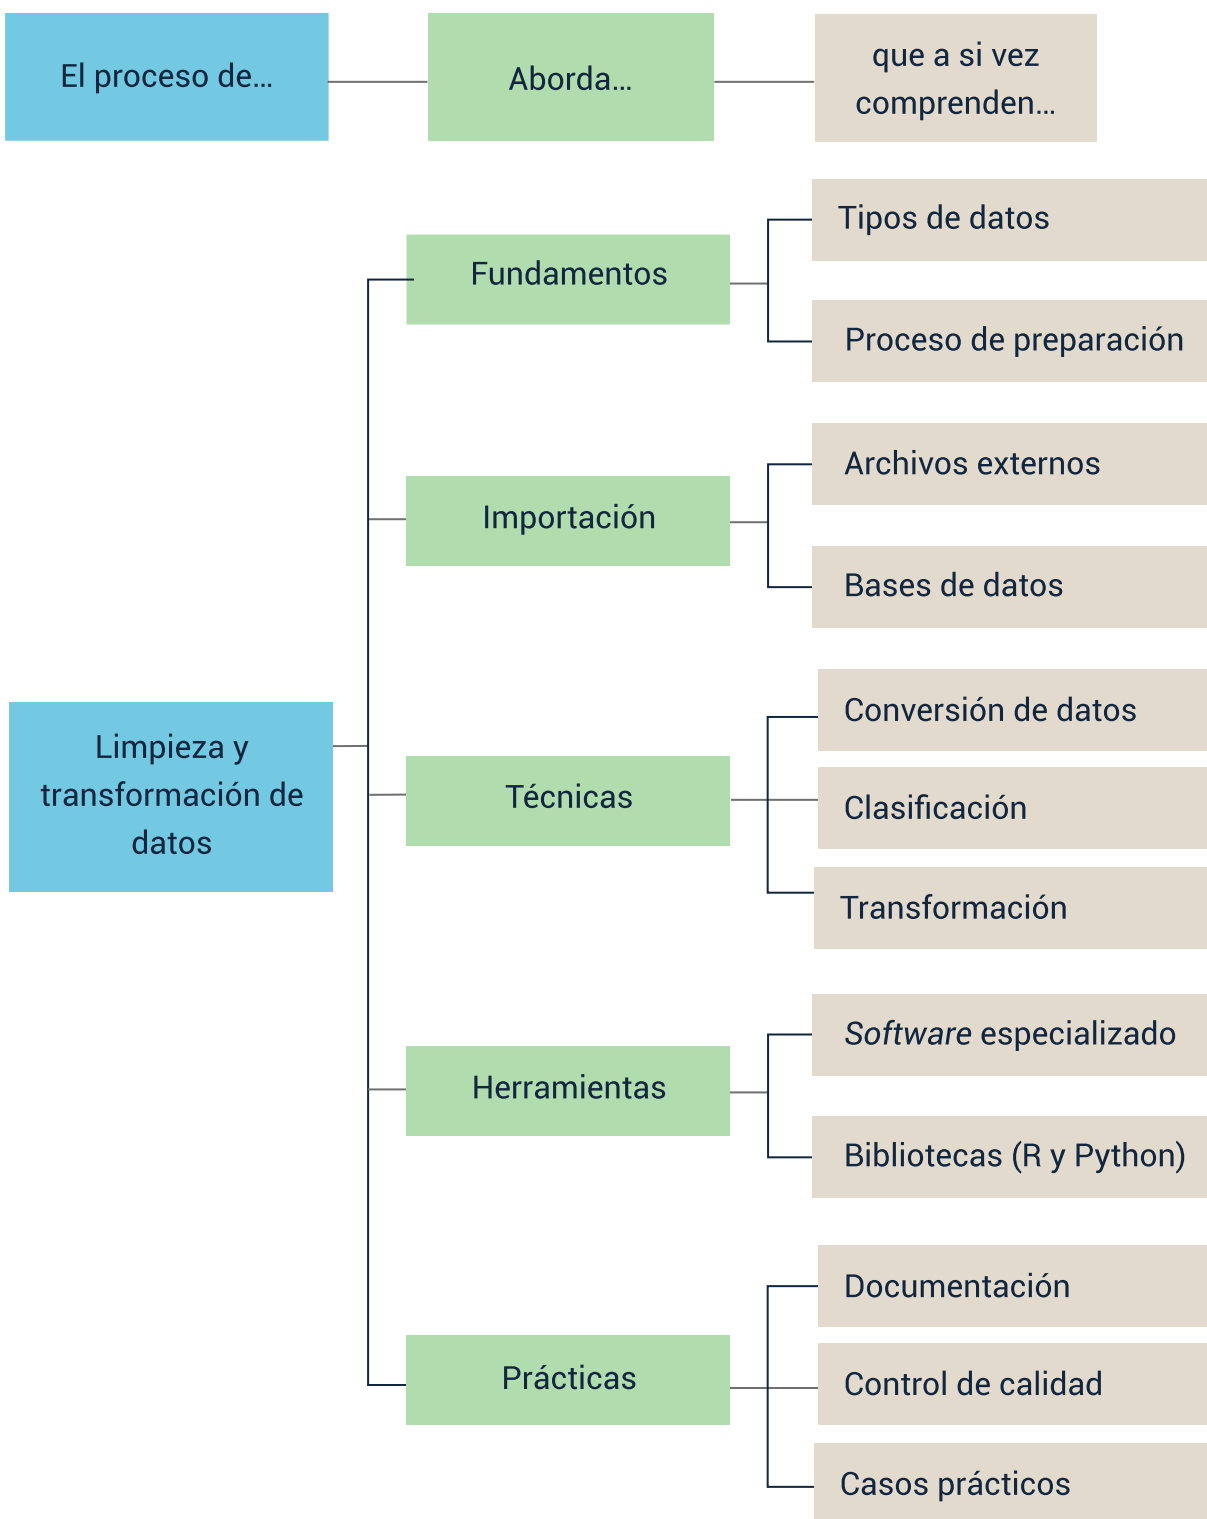 El proceso de...
Aborda...
que a si vez
comprenden...
Fundamentos
Tipos de datos
Proceso de preparación
Importación
Archivos externos
Bases de datos
Limpieza y
transformación de
datos
Técnicas
Conversión de datos
Clasificación
Transformación
Herramientas
Software especializado
Bibliotecas (R y Python)
Prácticas
Documentación
Control de calidad
Casos prácticos